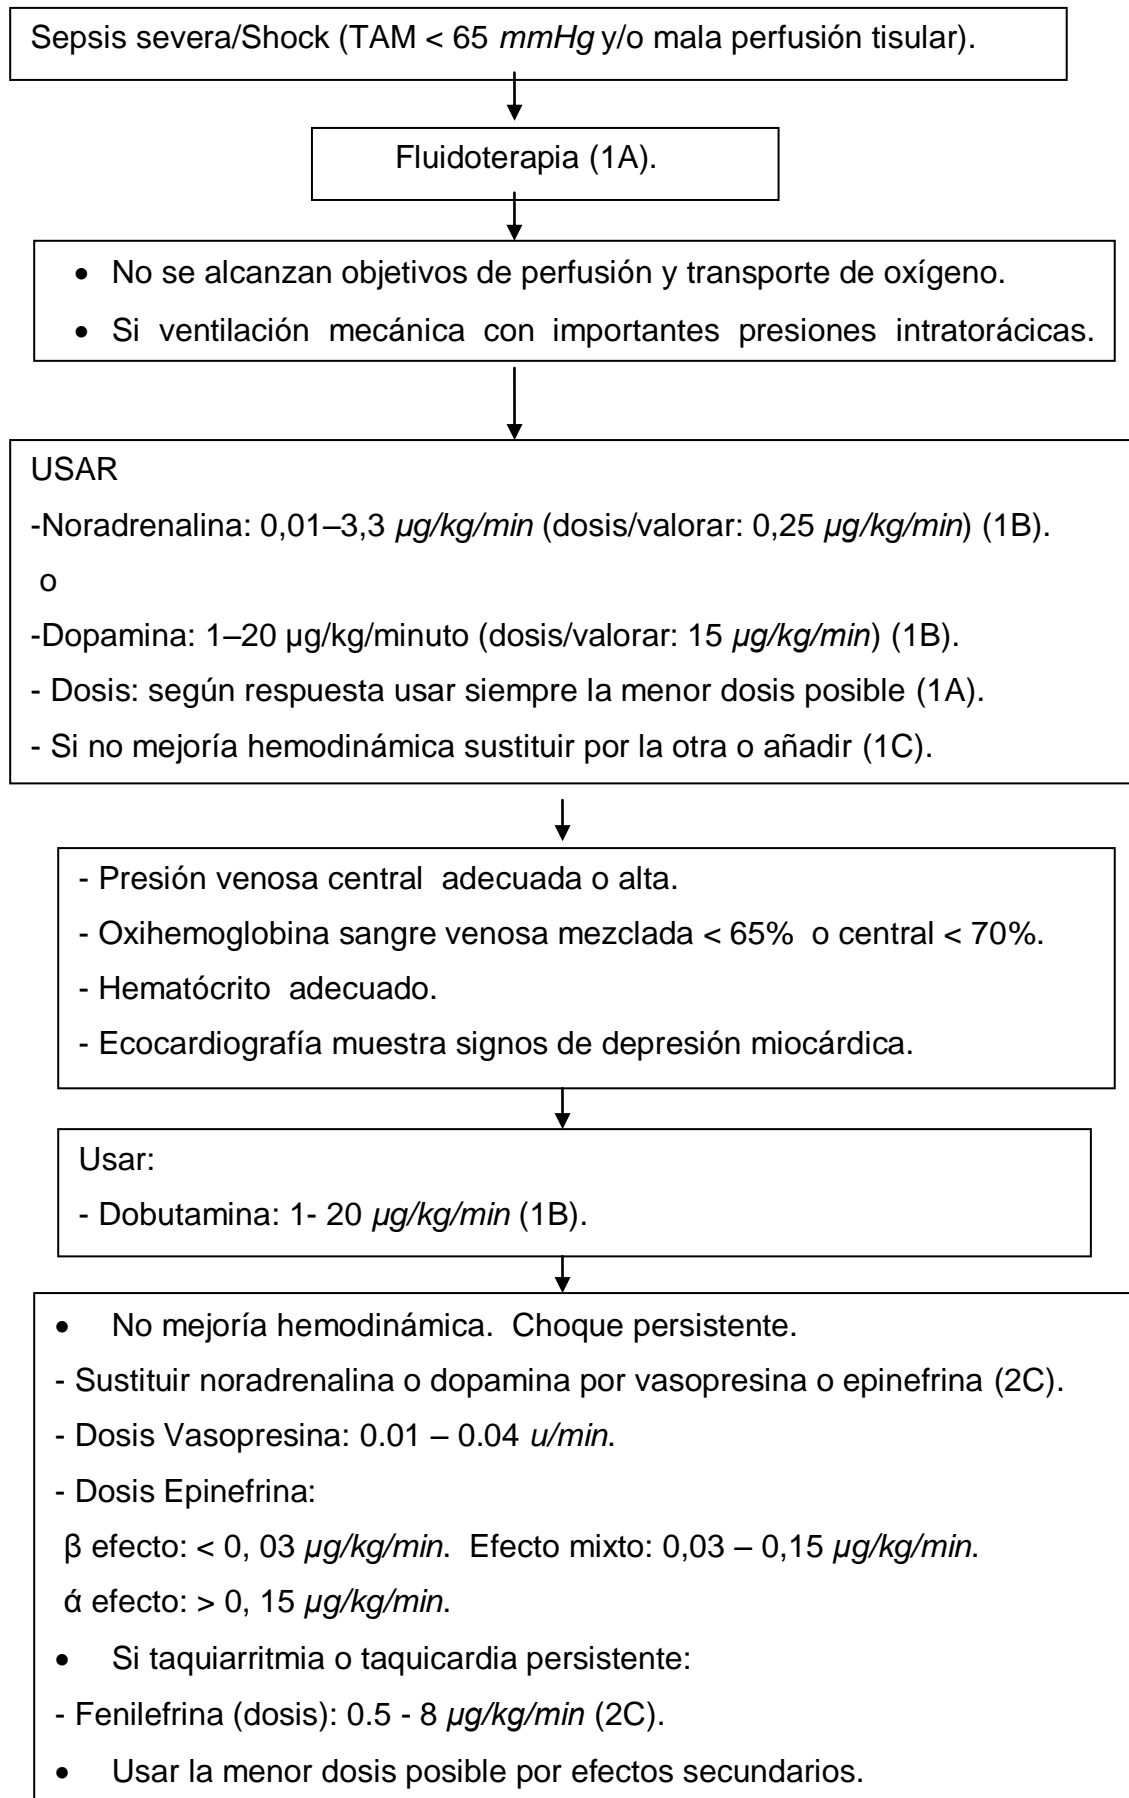 Sepsis severa/Shock (TAM < 65 mmHg y/o mala perfusión tisular).
Fluidoterapia (1A).
• No se alcanzan objetivos de perfusión y transporte de oxígeno.
• Si ventilación mecánica con importantes presiones intratorácicas.
USAR
-Noradrenalina: 0,01–3,3 µg/kg/min (dosis/valorar: 0,25 µg/kg/min) (1B).
o
-Dopamina: 1–20 µg/kg/minuto (dosis/valorar: 15 µg/kg/min) (1B).
- Dosis: según respuesta usar siempre la menor dosis posible (1A).
- Si no mejoría hemodinámica sustituir por la otra o añadir (1C).
- Presión venosa central adecuada o alta.
- Oxihemoglobina sangre venosa mezclada < 65% o central < 70%.
- Hematócrito adecuado.
- Ecocardiografía muestra signos de depresión miocárdica.
Usar:
- Dobutamina: 1- 20 µg/kg/min (1B).
• No mejoría hemodinámica. Choque persistente.
- Sustituir noradrenalina o dopamina por vasopresina o epinefrina (2C).
- Dosis Vasopresina: 0.01 – 0.04 u/min.
- Dosis Epinefrina:
β efecto: < 0, 03 µg/kg/min. Efecto mixto: 0,03 – 0,15 µg/kg/min.
ά efecto: > 0, 15 µg/kg/min.
• Si taquiarritmia o taquicardia persistente:
- Fenilefrina (dosis): 0.5 - 8 µg/kg/min (2C).
• Usar la menor dosis posible por efectos secundarios.